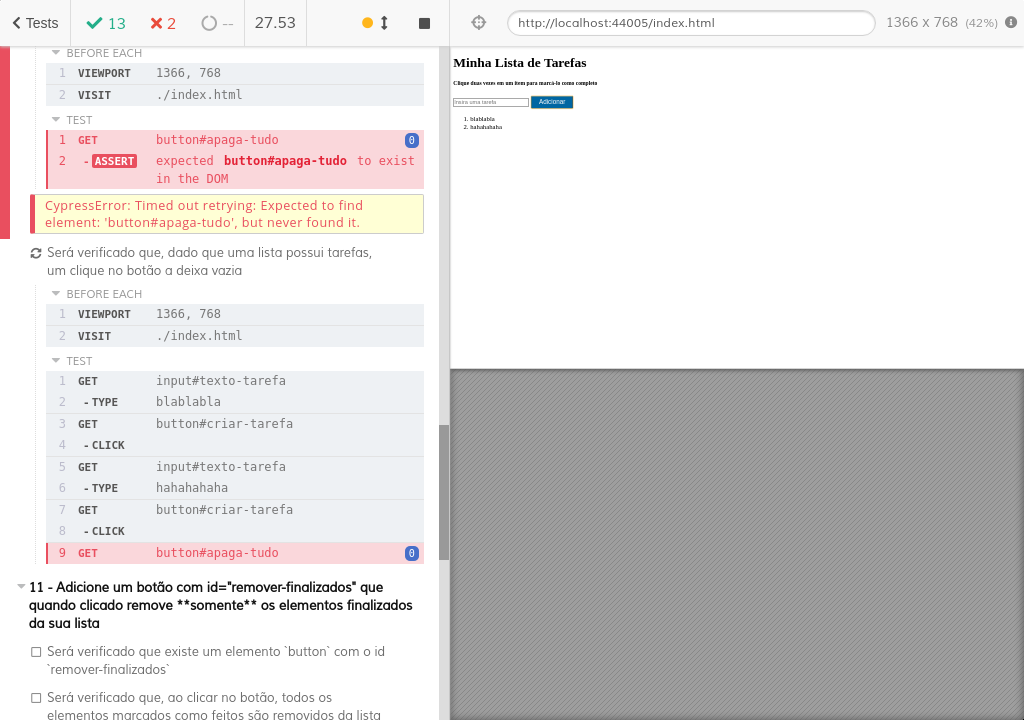 Tests 13 2 -- 27.53 http://localhost:44005/index.html 1366 x 768 (42%)
BEFORE EACH
1 VIEWPORT 1366, 768
2 VISIT ./index.html
TEST
1 GET button#apaga-tudo 0
2 -ASSERT expected button#apaga-tudo to exist
in the DOM
CypressError: Timed out retrying: Expected to find
element: 'button#apaga-tudo', but never found it.
Será verificado que, dado que uma lista possui tarefas,
um clique no botão a deixa vazia
BEFORE EACH
1 VIEWPORT 1366, 768
2 VISIT ./index.html
TEST
1 GET input#texto-tarefa
2 -TYPE blablabla
3 GET button#criar-tarefa
4 -CLICK
5 GET input#texto-tarefa
6 -TYPE hahahahaha
7 GET button#criar-tarefa
8 -CLICK
9 GET button#apaga-tudo 0
11 - Adicione um botão com id="remover-finalizados" que
quando clicado remove **somente** os elementos finalizados
da sua lista
Será verificado que existe um elemento `button` com o id
`remover-finalizados`
Será verificado que, ao clicar no botão, todos os
elementos marcados como feitos são removidos da lista
Minha Lista de Tarefas
Clique duas vezes em um item para marcá-lo como completo
Insira uma tarefa Adicionar
1. blablabla
2. hahahahaha